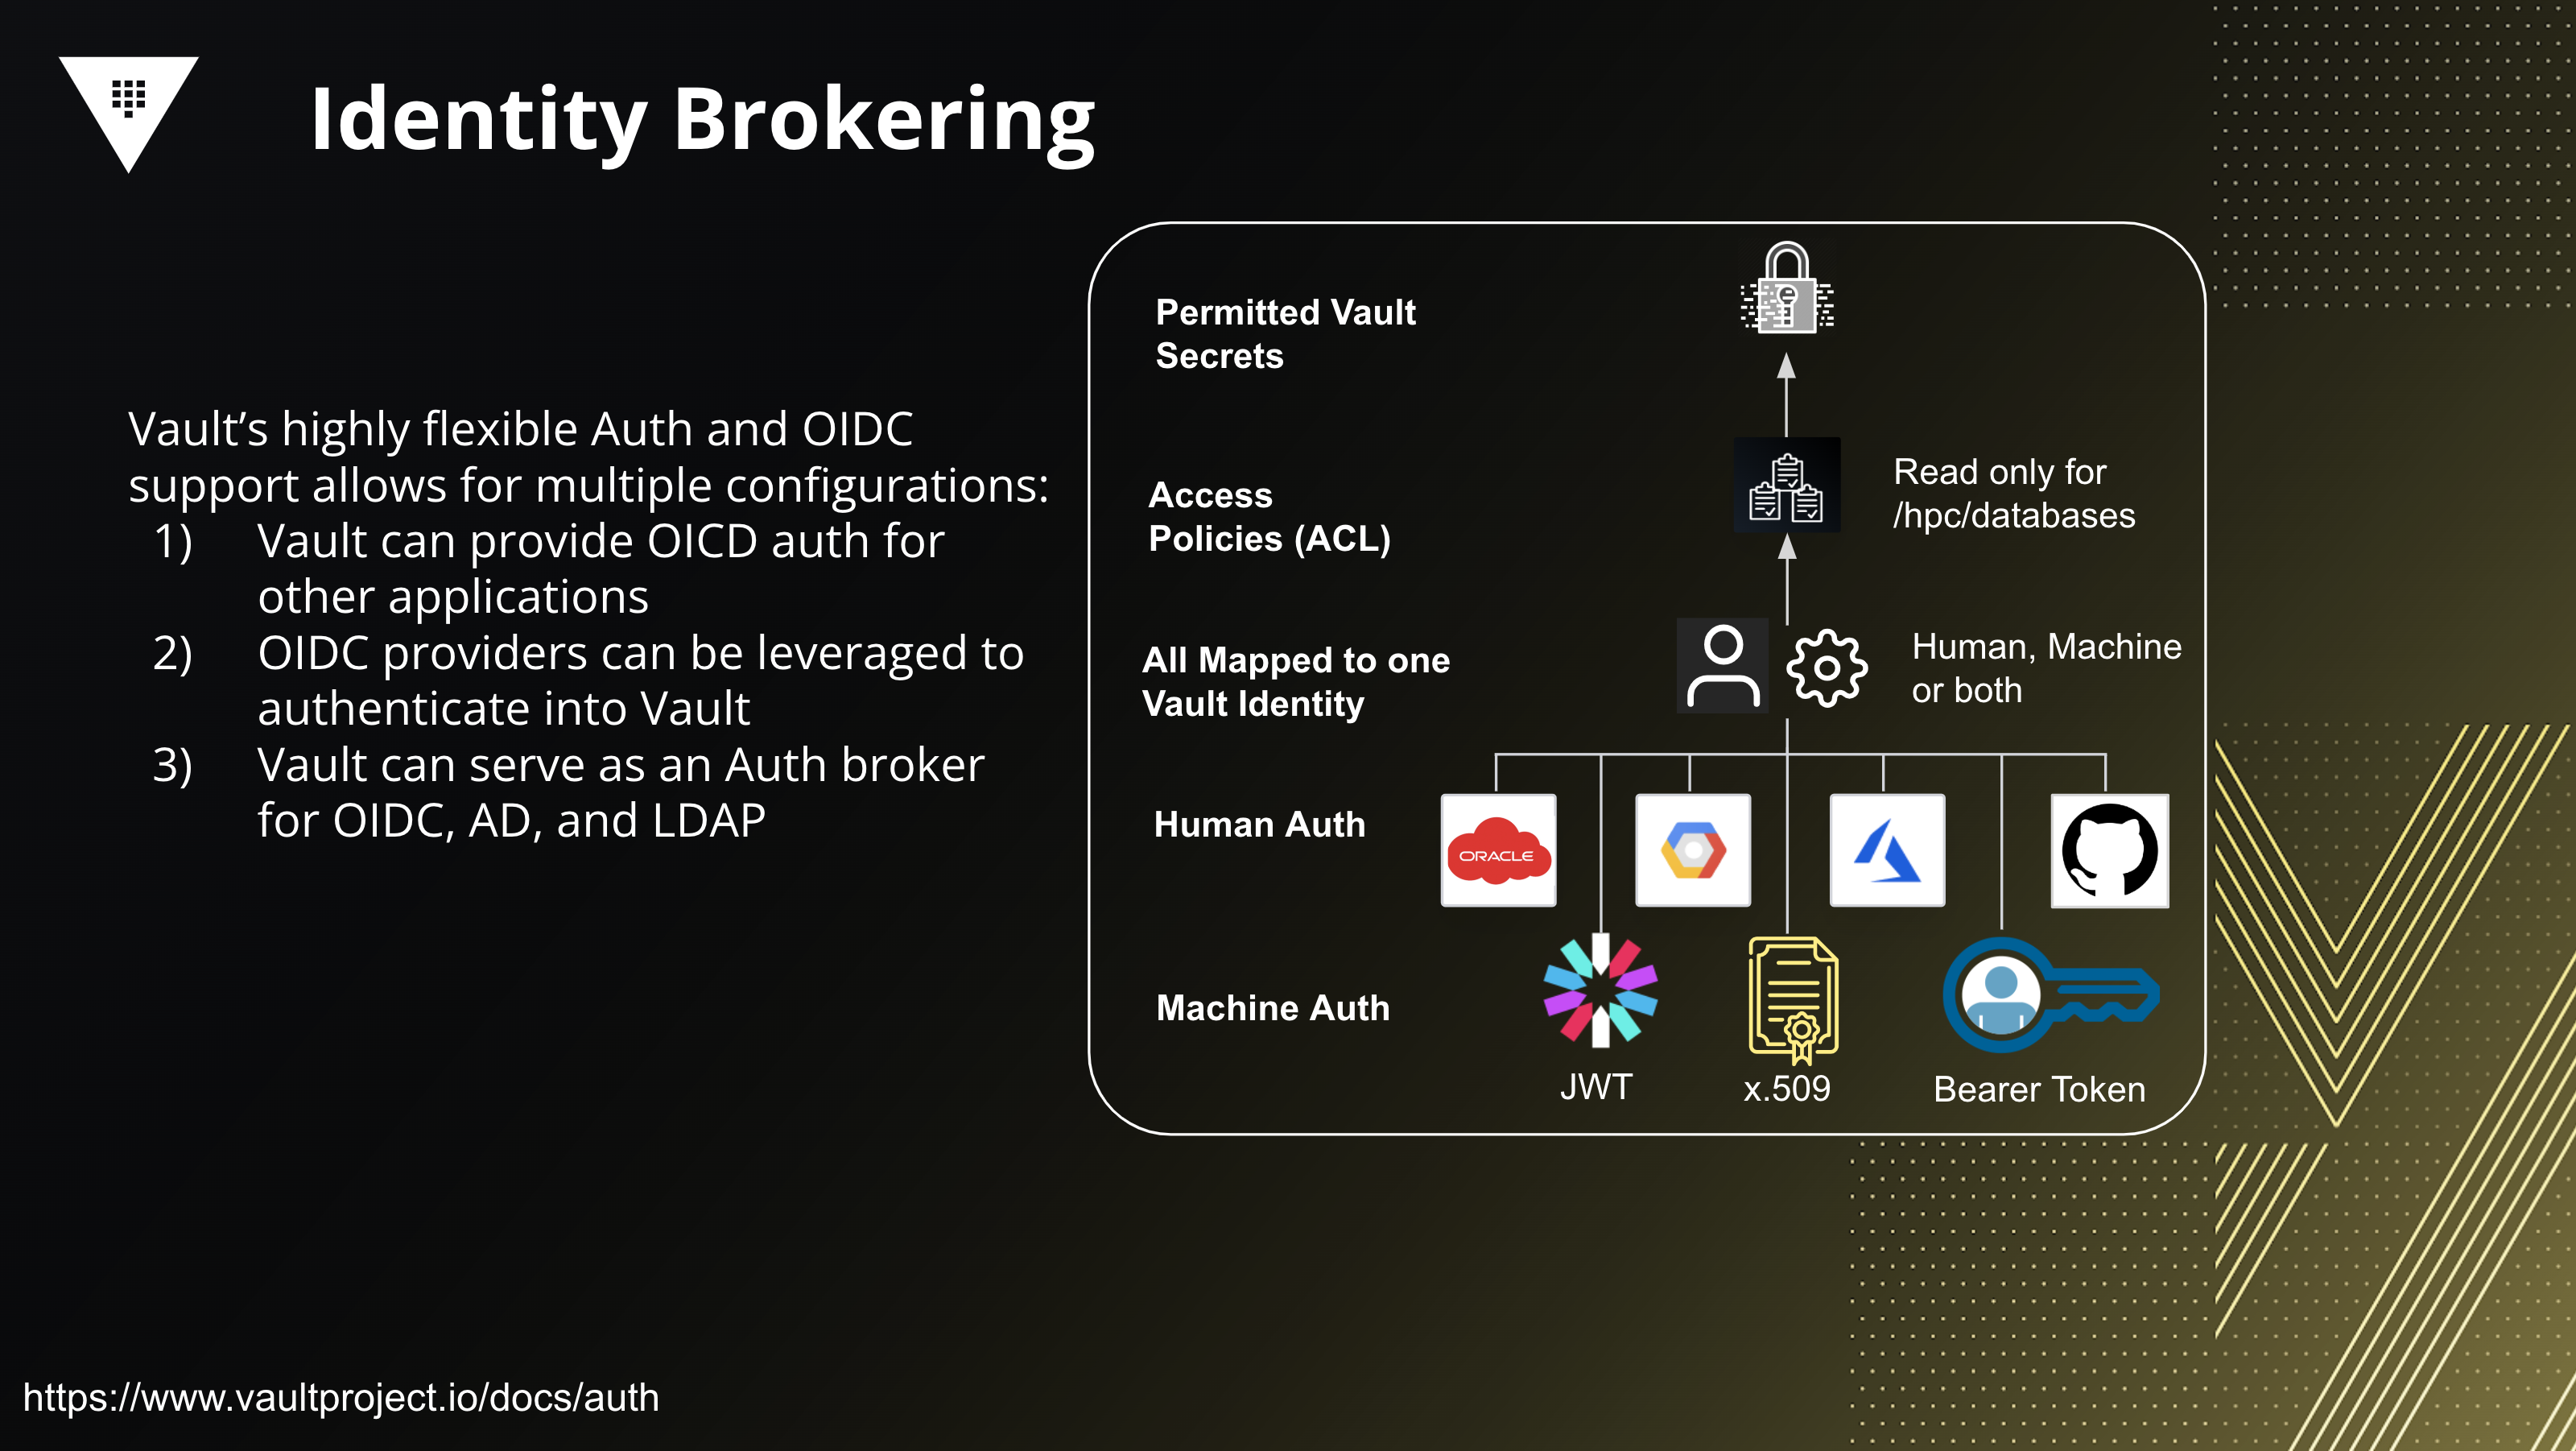 Identity Brokering
Vault’s highly flexible Auth and OIDC
support allows for multiple configurations:
1) Vault can provide OICD auth for
other applications
2) OIDC providers can be leveraged to
authenticate into Vault
3) Vault can serve as an Auth broker
for OIDC, AD, and LDAP
Permitted Vault
Secrets
Access
Policies (ACL)
Read only for
/hpc/databases
All Mapped to one
Vault Identity
Human, Machine
or both
Human Auth
ORACLE
Machine Auth
JWT
x.509
Bearer Token
https://www.vaultproject.io/docs/auth